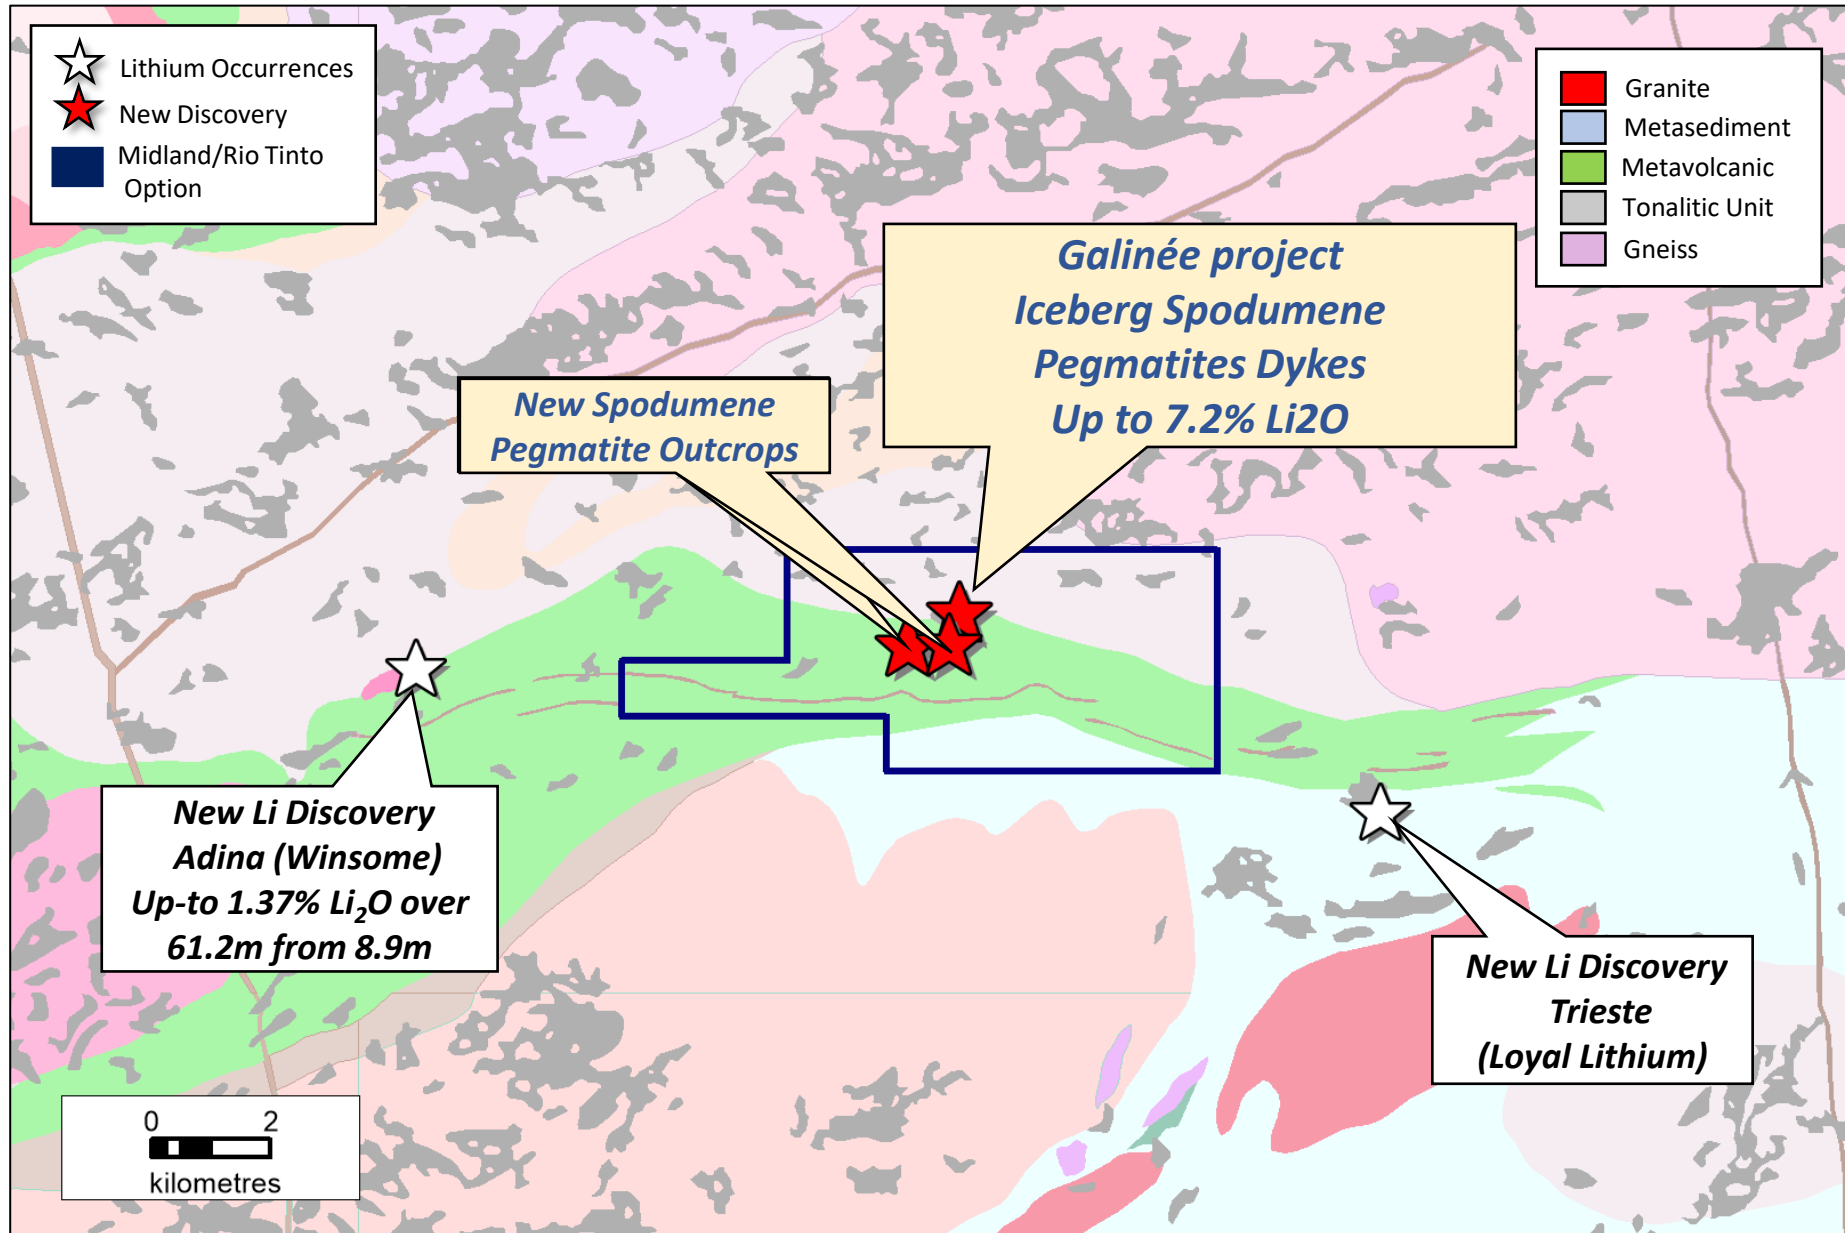 Lithium Occurrences
New Discovery
Midland/Rio Tinto
Option
Granite
Metasediment
Metavolcanic
Tonalitic Unit
Gneiss
Galinée project
Iceberg Spodumene
Pegmatites Dykes
Up to 7.2% Li2O
New Spodumene
Pegmatite Outcrops
New Li Discovery
Adina (Winsome)
Up-to 1.37% Li₂O over
61.2m from 8.9m
New Li Discovery
Trieste
(Loyal Lithium)
0 2
kilometres